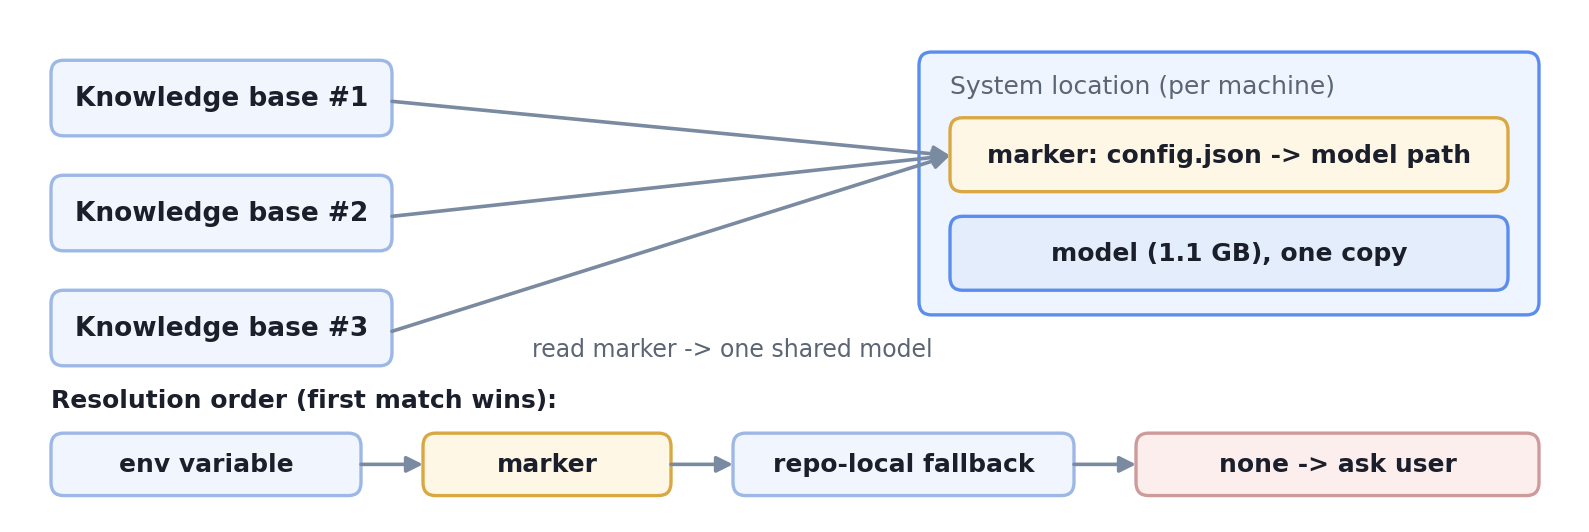 Knowledge base #1
Knowledge base #2
Knowledge base #3
System location (per machine)
marker: config.json -> model path
model (1.1 GB), one copy
read marker -> one shared model
Resolution order (first match wins):
env variable
marker
repo-local fallback
none -> ask user